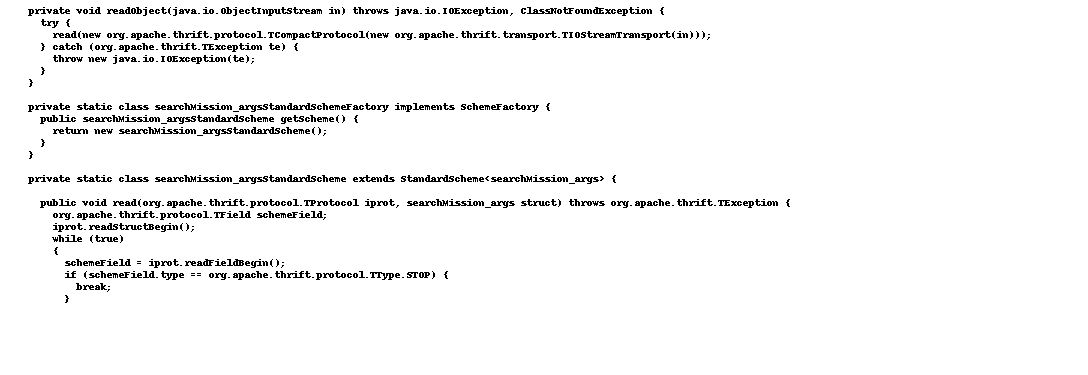 private void readObject(java.io.ObjectInputStream in) throws java.io.IOException, ClassNotFoundException {
try {
read(new org.apache.thrift.protocol.TCompactProtocol(new org.apache.thrift.transport.TIOStreamTransport(in)));
} catch (org.apache.thrift.TException te) {
throw new java.io.IOException(te);
}
}
private static class searchMission_argsStandardSchemeFactory implements SchemeFactory {
public searchMission_argsStandardScheme getScheme() {
return new searchMission_argsStandardScheme();
}
}
private static class searchMission_argsStandardScheme extends StandardScheme<searchMission_args> {
public void read(org.apache.thrift.protocol.TProtocol iprot, searchMission_args struct) throws org.apache.thrift.TException {
org.apache.thrift.protocol.TField schemeField;
iprot.readStructBegin();
while (true)
{
schemeField = iprot.readFieldBegin();
if (schemeField.type == org.apache.thrift.protocol.TType.STOP) {
break;
}